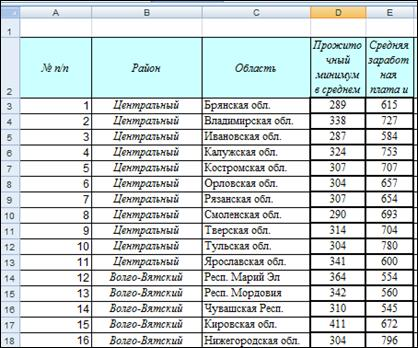 A B C D E
1
2 № п/п Район Область Прожито чный минимум в среднем Средняя заработ ная плата и
3 1 Центральный Брянская обл. 289 615
4 2 Центральный Владимирская обл. 338 727
5 3 Центральный Ивановская обл. 287 584
6 4 Центральный Калужская обл. 324 753
7 5 Центральный Костромская обл. 307 707
8 6 Центральный Орловская обл. 304 657
9 7 Центральный Рязанская обл. 307 654
10 8 Центральный Смоленская обл. 290 693
11 9 Центральный Тверская обл. 314 704
12 10 Центральный Тульская обл. 304 780
13 11 Центральный Ярославская обл. 341 600
14 12 Волго-Вятский Респ. Марий Эл 364 554
15 13 Волго-Вятский Респ. Мордовия 342 560
16 14 Волго-Вятский Чувашская Респ. 310 545
17 15 Волго-Вятский Кировская обл. 411 672
18 16 Волго-Вятский Нижегородская обл. 304 796